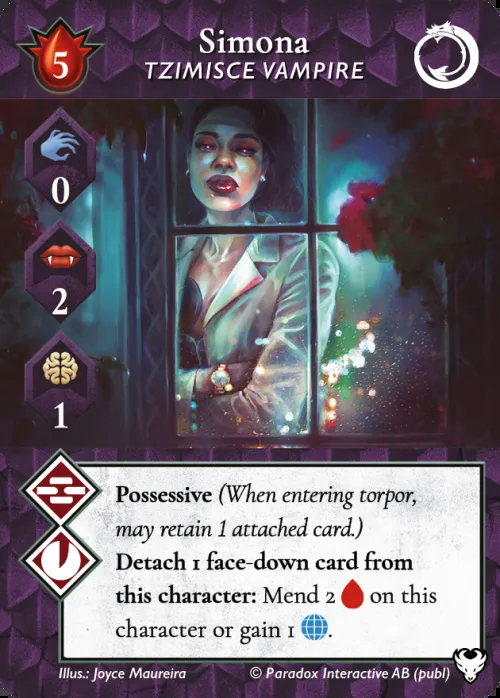 5
Simona
TZIMISCE VAMPIRE
0
2
1
Possessive (When entering torpor,
may retain 1 attached card.)
Detach 1 face-down card from
this character: Mend 2 on this
character or gain 1 .
Illus.: Joyce Maureira
© Paradox Interactive AB (publ)